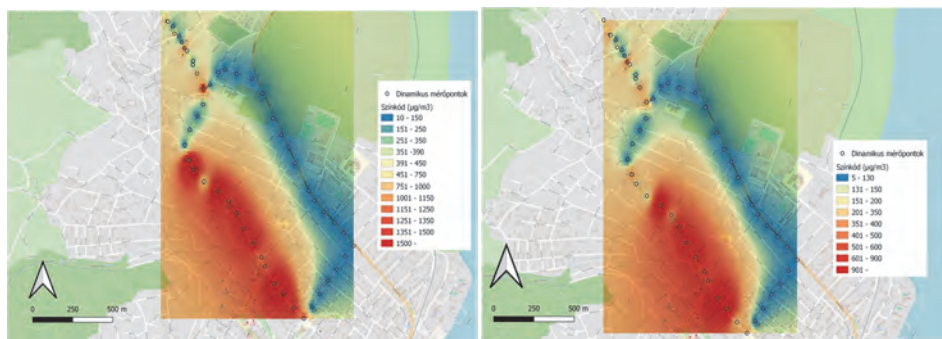 Dinamikus mérőpontok
Színkód (µg/m3)
10 - 150
151 - 250
251 - 350
351 -390
391 - 450
451 - 750
751 - 1000
1001 - 1150
1151 - 1250
1251 - 1350
1351 - 1500
1500 -
0 250 500 m
Dinamikus mérőpontok
Színkód (µg/m3)
5 - 130
131 - 150
151 - 200
201 - 350
351 - 400
401 - 500
501 - 600
601 - 900
901 -
0 250 500 m